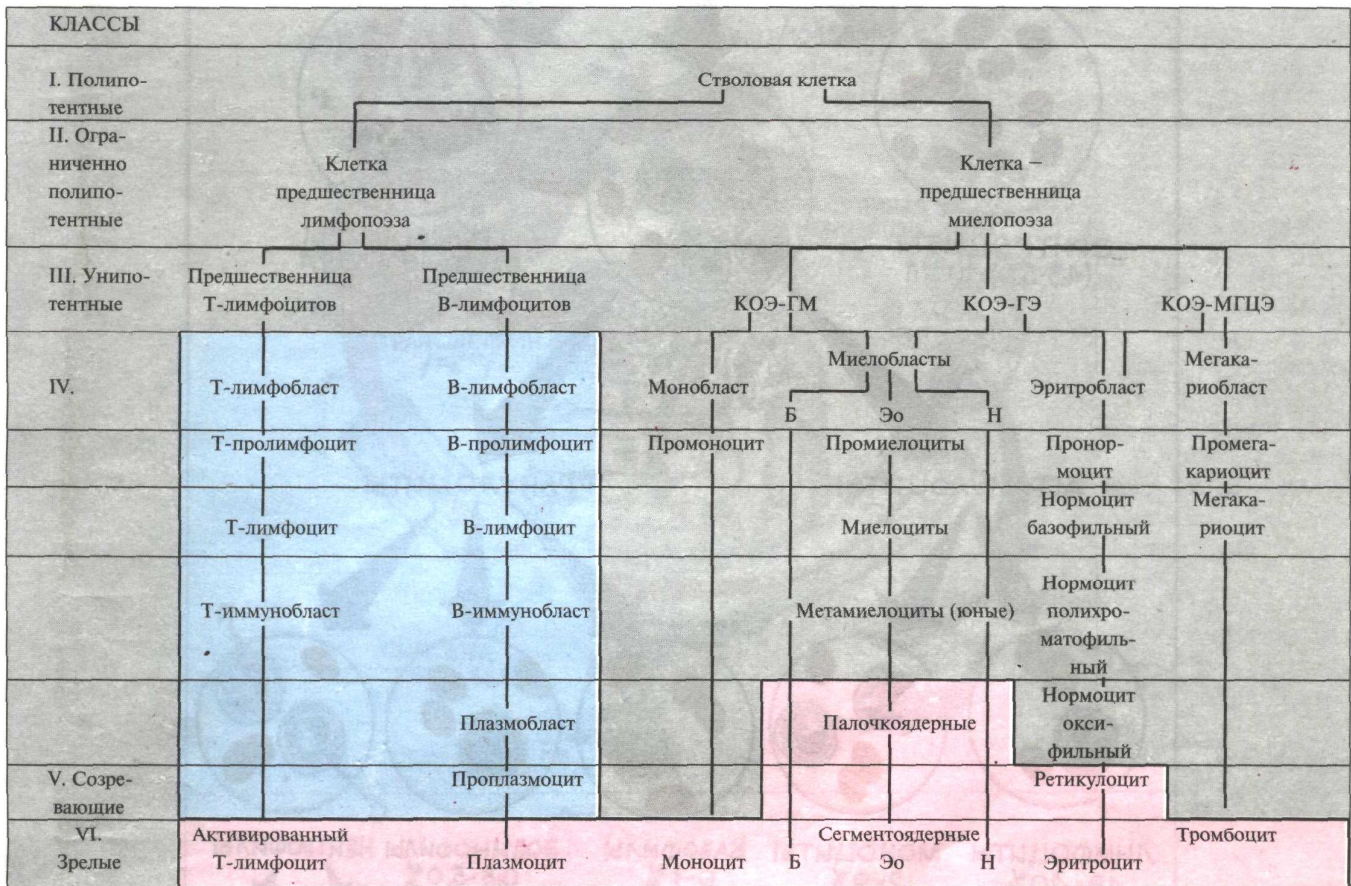 КЛАССЫ
I. Полипо-
тентные
Стволовая клетка
II. Огра-
ниченно
полипо-
тентные
Клетка
предшественница
лимфопоэза
Клетка —
предшественница
миелопоэза
III. Унипо-
тентные
Предшественница
Т-лимфоцитов
Предшественница
В-лимфоцитов
КОЭ-ГМ
КОЭ-ГЭ
КОЭ-МГЦЭ
IV.
Т-лимфобласт
В-лимфобласт
Монобласт
Миелобласты
Б Эо Н
Эритробласт
Мегака-
риобласт
Т-пролимфоцит
В-пролимфоцит
Промоноцит
Промиелоциты
Пронор-
моцит
Промега-
кариоцит
Т-лимфоцит
В-лимфоцит
Миелоциты
Нормоцит
базофильный
Мегака-
риоцит
Т-иммунобласт
В-иммунобласт
Метамиелоциты (юные)
Нормоцит
полихро-
матофиль-
ный
Плазмобласт
Палочкоядерные
Нормоцит
окси-
фильный
V. Созре-
вающие
Проплазмоцит
Ретикулоцит
VI.
Зрелые
Активированный
Т-лимфоцит
Плазмоцит
Моноцит
Сегментоядерные
Б Эо Н
Эритроцит
Тромбоцит